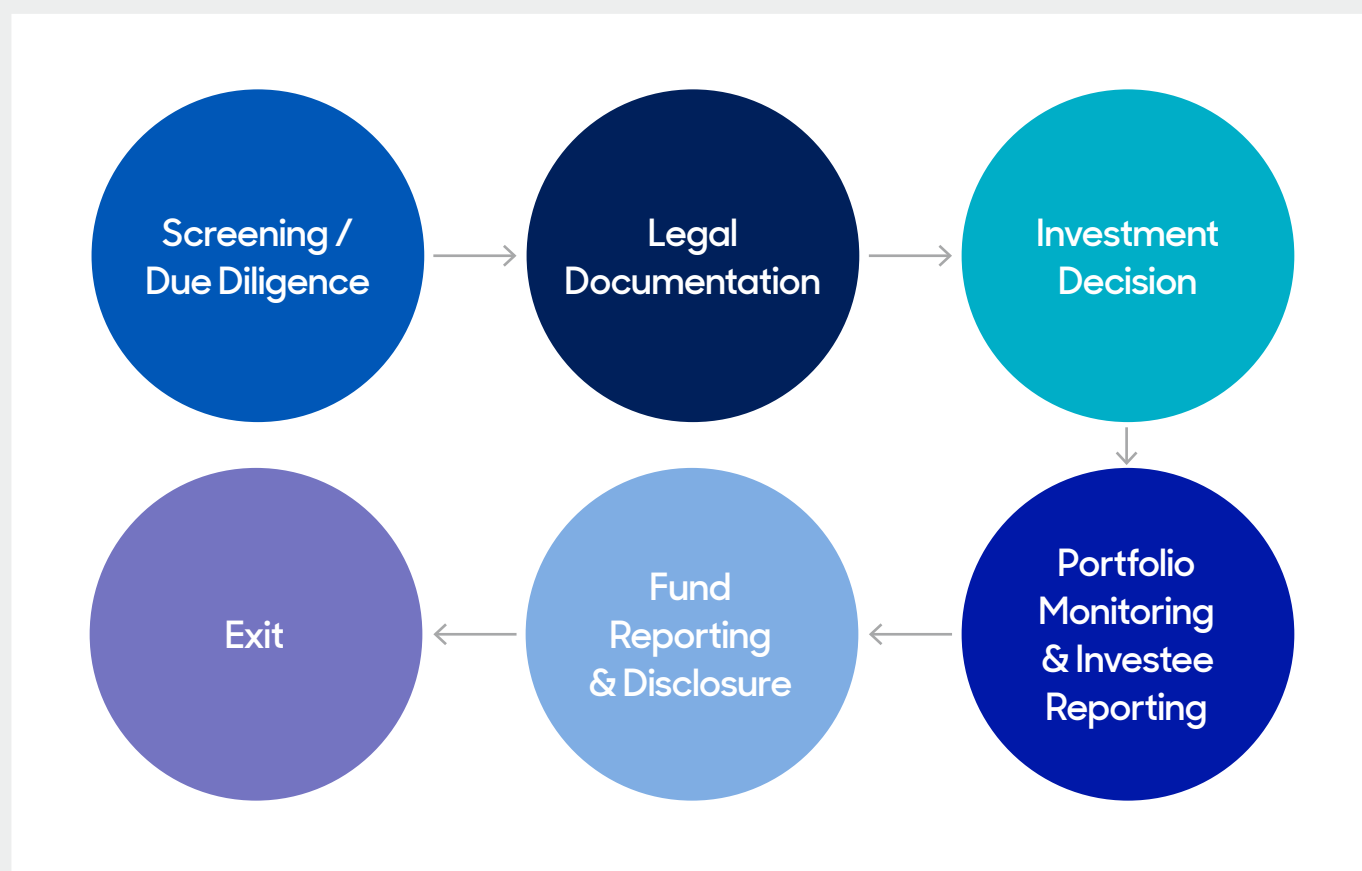 Screening /
Due Diligence
Legal
Documentation
Investment
Decision
Exit
Fund
Reporting
& Disclosure
Portfolio
Monitoring
& Investee
Reporting